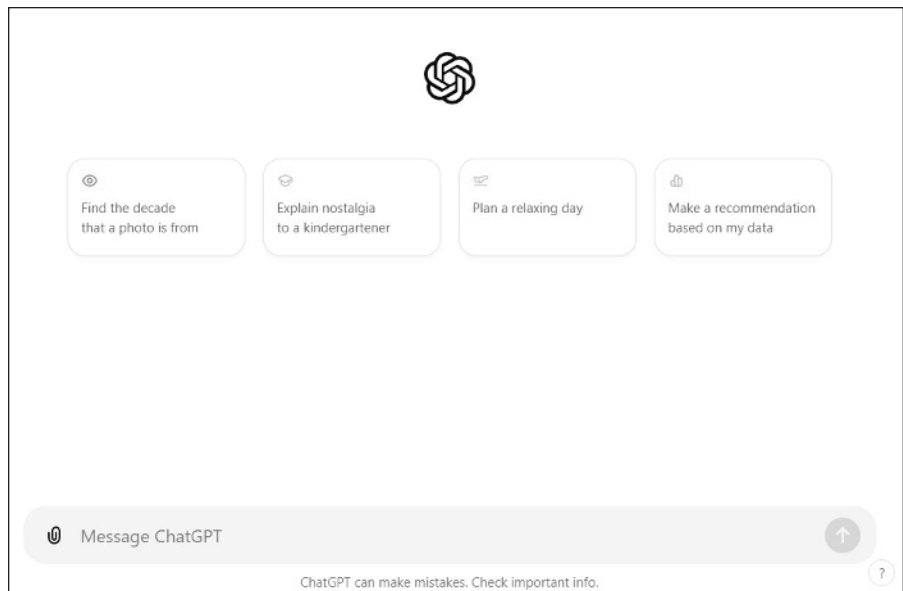 Find the decade
that a photo is from
Explain nostalgia
to a kindergartener
Plan a relaxing day
Make a recommendation
based on my data
Message ChatGPT
?
ChatGPT can make mistakes. Check important info.